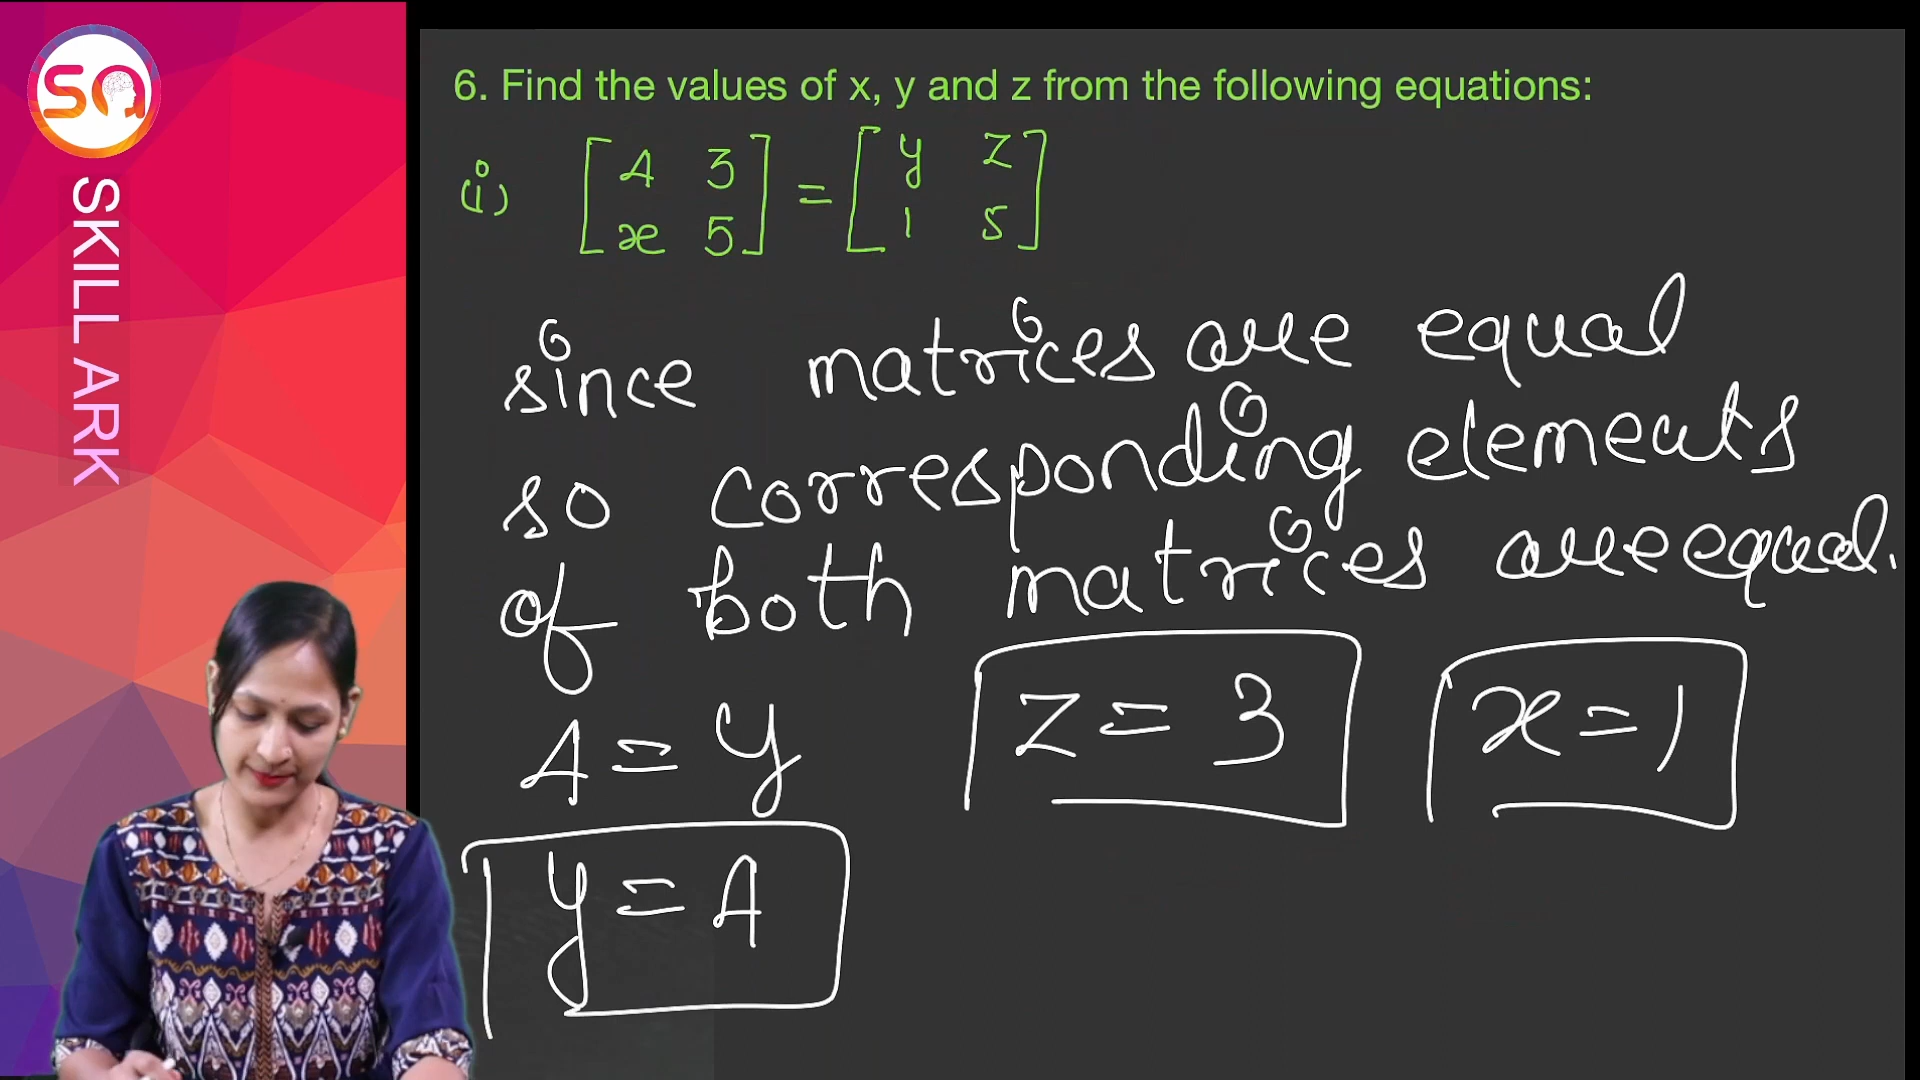 SA
SKILL ARK
6. Find the values of x, y and z from the following equations:
(i) [4 3 x 5] = [y z 1 5]
since matrices are equal
so corresponding elements
of both matrices are equal.
4 = y
z = 3
x = 1
y = 4